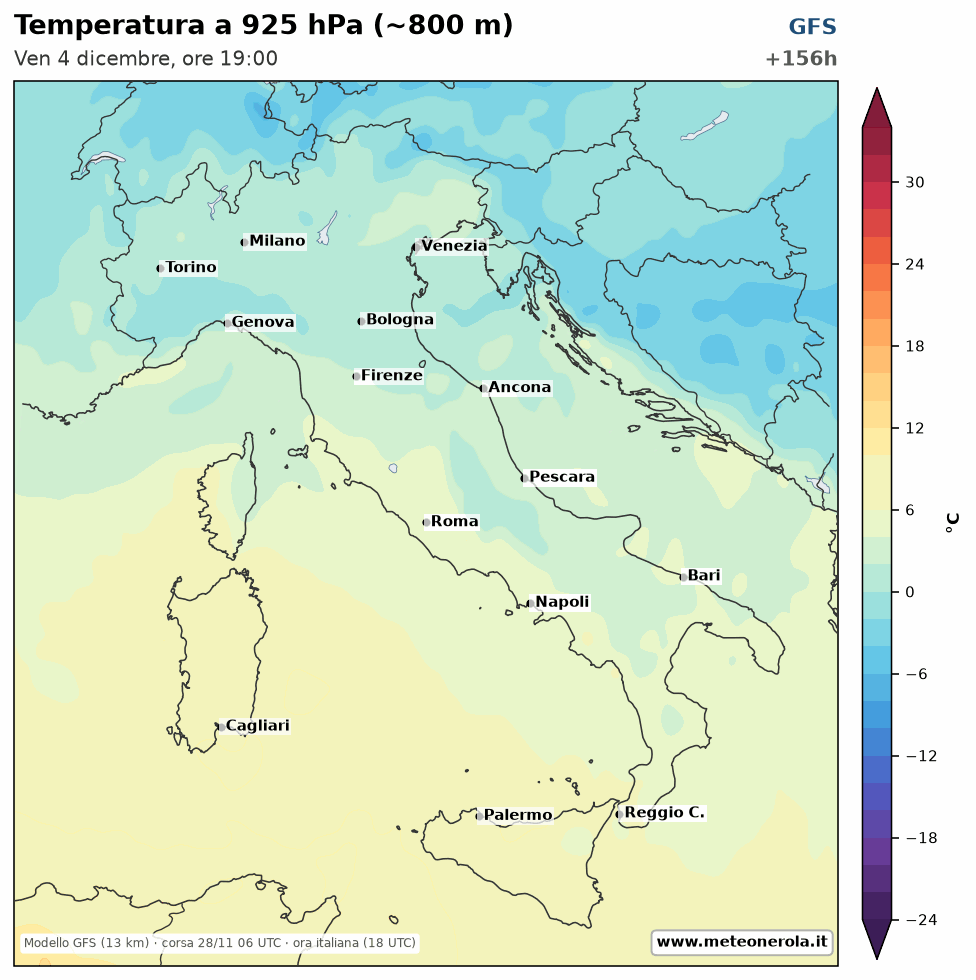 Temperatura a 925 hPa (~800 m)
GFS
Ven 4 dicembre, ore 19:00
+156h
Milano
Venezia
Torino
Genova
Bologna
Firenze
Ancona
Pescara
Roma
Bari
Napoli
Cagliari
Palermo
Reggio C.
30
24
18
12
6
0
−6
−12
−18
−24
°C
Modello GFS (13 km) · corsa 28/11 06 UTC · ora italiana (18 UTC)
www.meteonerola.it